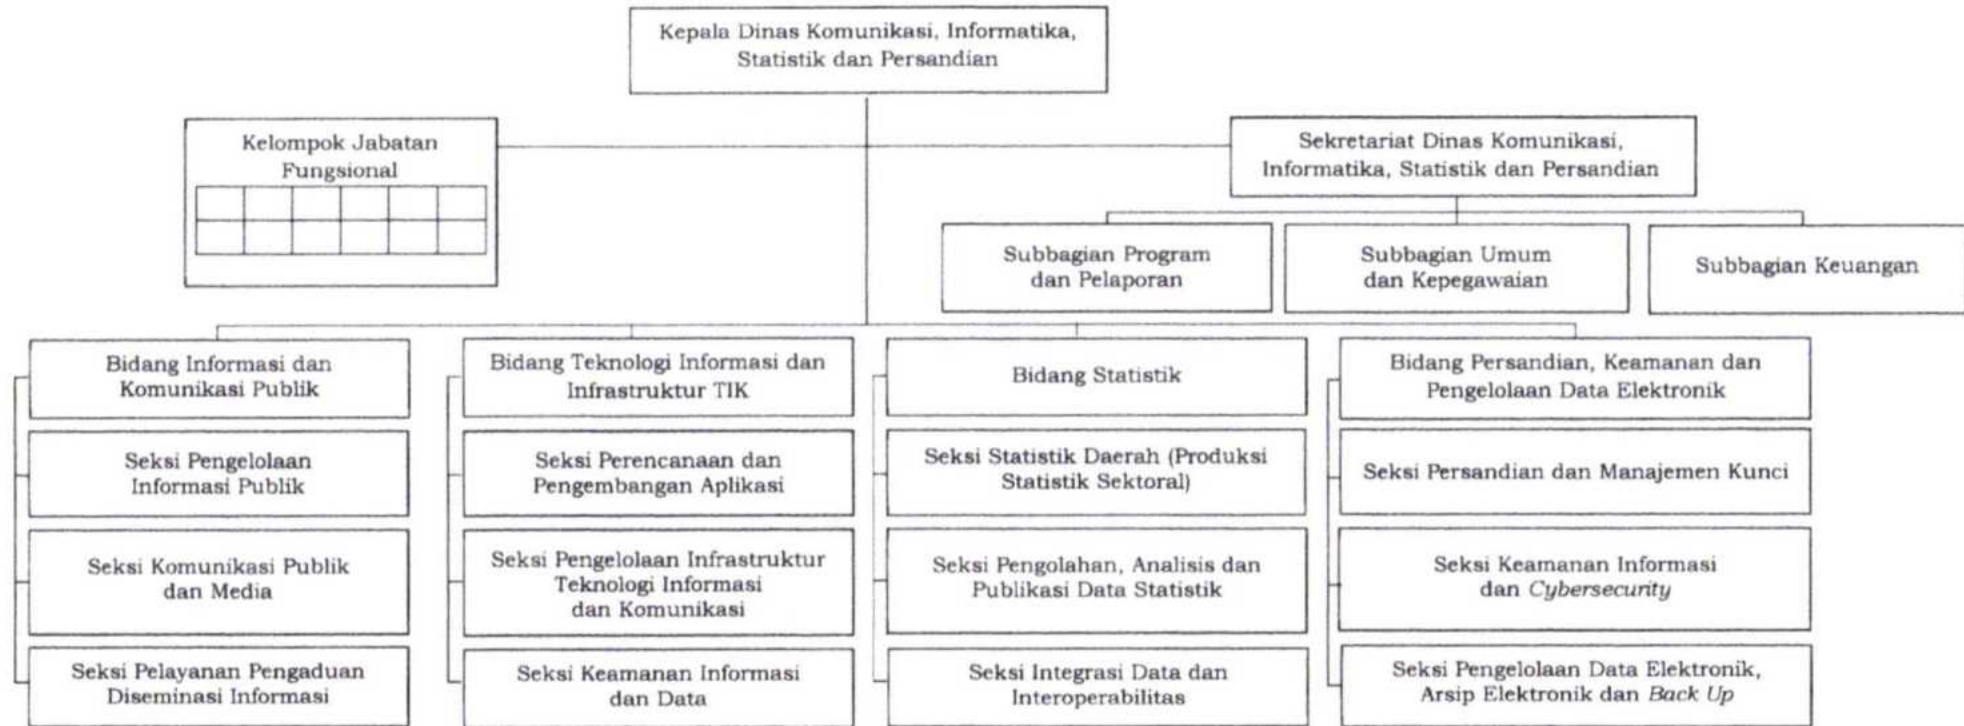 Kepala Dinas Komunikasi, Informatika,
Statistik dan Persandian
Kelompok Jabatan
Fungsional
Sekretariat Dinas Komunikasi,
Informatika, Statistik dan Persandian
Subbagian Program
dan Pelaporan
Subbagian Umum
dan Kepegawaian
Subbagian Keuangan
Bidang Informasi dan
Komunikasi Publik
Seksi Pengelolaan
Informasi Publik
Seksi Komunikasi Publik
dan Media
Seksi Pelayanan Pengaduan
Diseminasi Informasi
Bidang Teknologi Informasi dan
Infrastruktur TIK
Seksi Perencanaan dan
Pengembangan Aplikasi
Seksi Pengelolaan Infrastruktur
Teknologi Informasi
dan Komunikasi
Seksi Keamanan Informasi
dan Data
Bidang Statistik
Seksi Statistik Daerah (Produksi
Statistik Sektoral)
Seksi Pengolahan, Analisis dan
Publikasi Data Statistik
Seksi Integrasi Data dan
Interoperabilitas
Bidang Persandian, Keamanan dan
Pengelolaan Data Elektronik
Seksi Persandian dan Manajemen Kunci
Seksi Keamanan Informasi
dan Cybersecurity
Seksi Pengelolaan Data Elektronik,
Arsip Elektronik dan Back Up